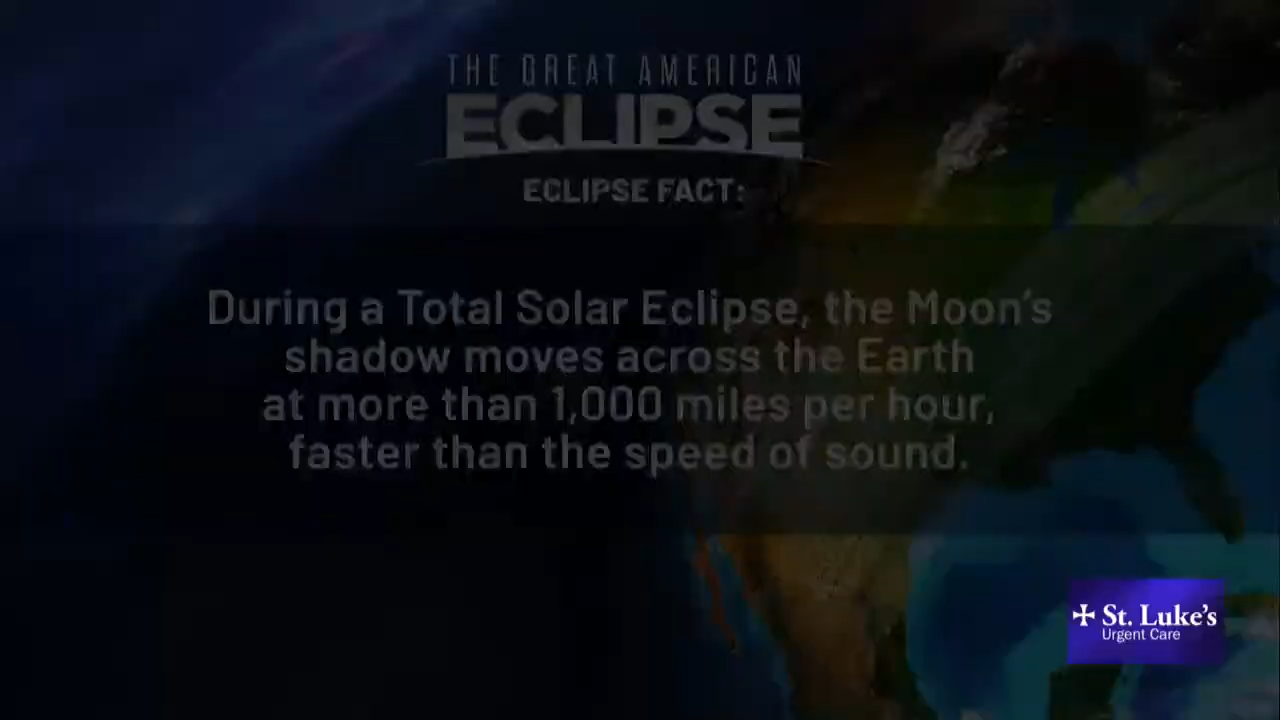 THE GREAT AMERICAN
ECLIPSE
ECLIPSE FACT:
During a Total Solar Eclipse, the Moon's
shadow moves across the Earth
at more than 1,000 miles per hour,
faster than the speed of sound.
St. Luke's
Urgent Care